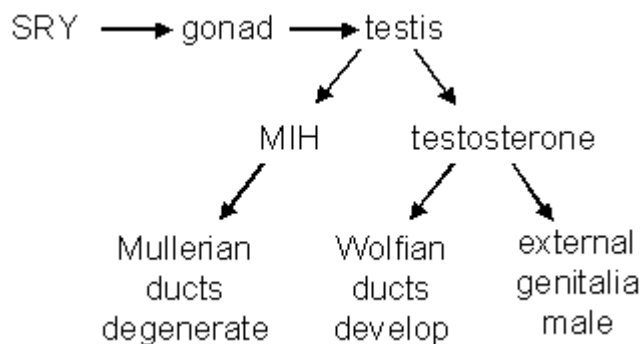 SRY gonad testis
MIH testosterone
Mullerian
ducts
degenerate
Wolfian
ducts
develop
external
genitalia
male